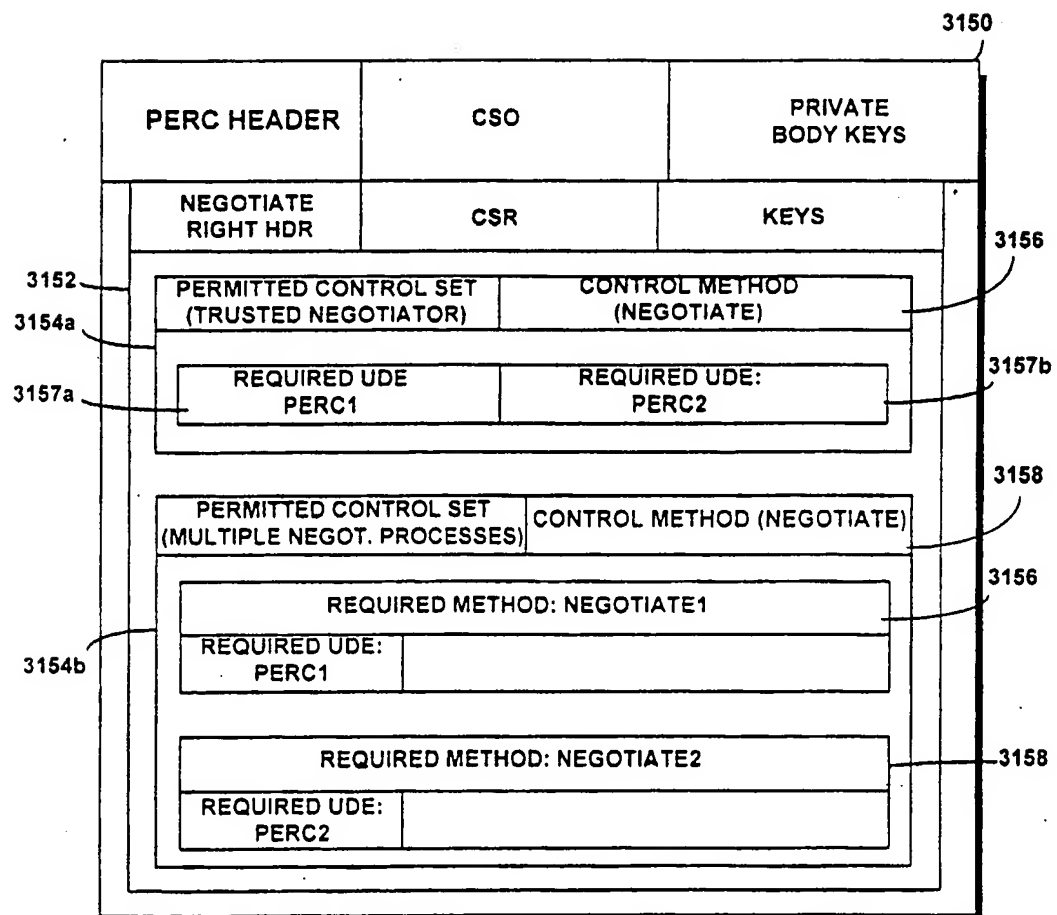 3150
PERC HEADER
CSO
PRIVATE
BODY KEYS
NEGOTIATE
RIGHT HDR
CSR
KEYS
3156
3152
PERMITTED CONTROL SET
(TRUSTED NEGOTIATOR)
CONTROL METHOD
(NEGOTIATE)
3154a
REQUIRED UDE
PERC1
REQUIRED UDE:
PERC2
3157b
3157a
3158
PERMITTED CONTROL SET
(MULTIPLE NEGOT. PROCESSES)
CONTROL METHOD (NEGOTIATE)
3156
REQUIRED METHOD: NEGOTIATE1
3154b
REQUIRED UDE:
PERC1
REQUIRED METHOD: NEGOTIATE2
3158
REQUIRED UDE:
PERC2